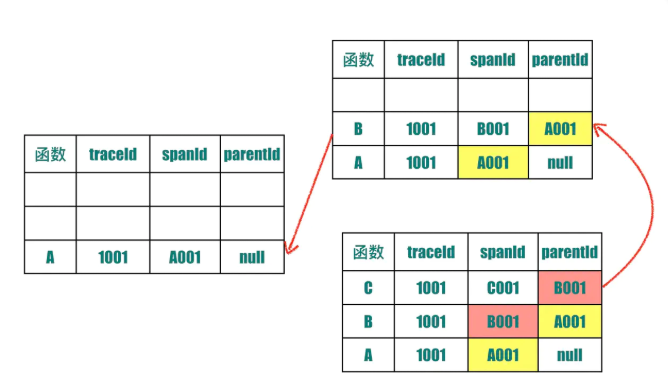 函数 traceId spanId parentId
A 1001 A001 null
函数 traceId spanId parentId
B 1001 B001 A001
A 1001 A001 null
函数 traceId spanId parentId
C 1001 C001 B001
B 1001 B001 A001
A 1001 A001 null